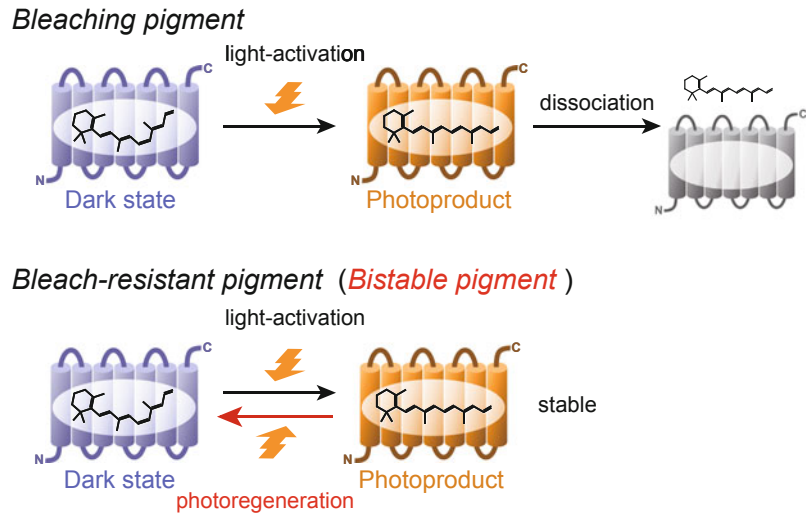 Bleaching pigment
light-activation
C
C
dissociation
C
N
Dark state
N
Photoproduct
N
Bleach-resistant pigment (Bistable pigment )
light-activation
C
C
stable
N
Dark state
N
Photoproduct
photoregeneration